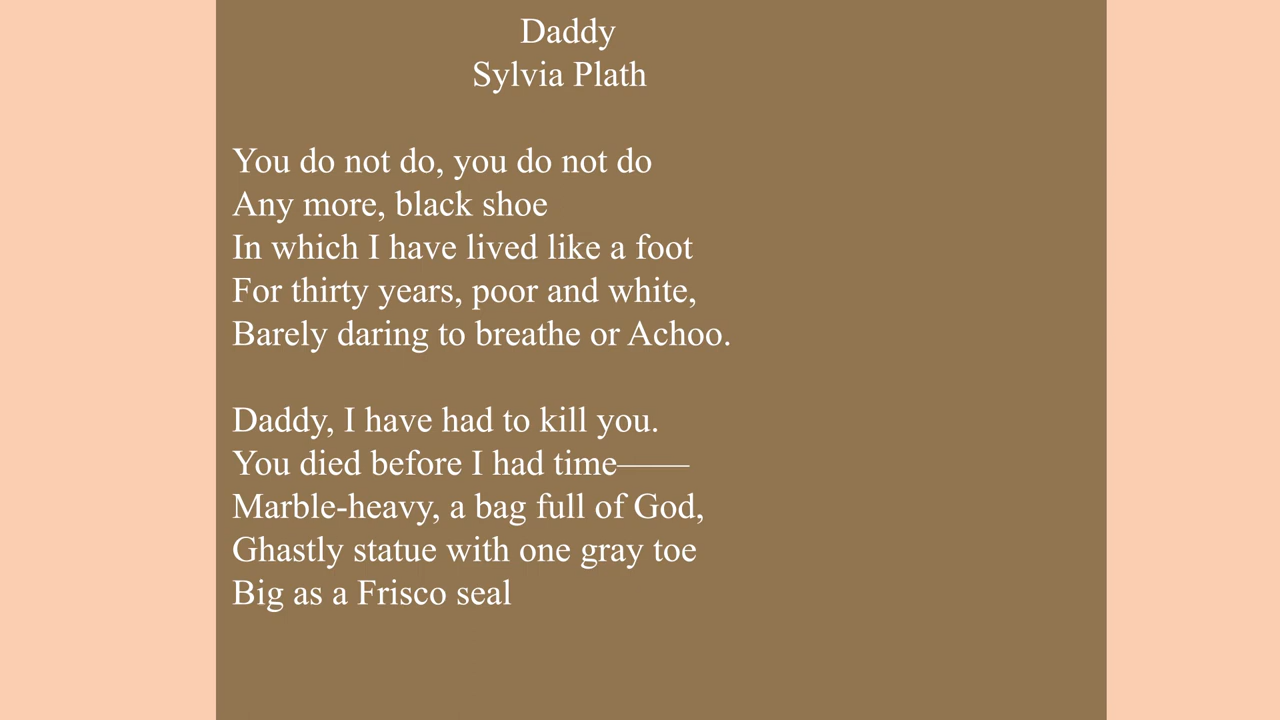 Daddy
Sylvia Plath
You do not do, you do not do
Any more, black shoe
In which I have lived like a foot
For thirty years, poor and white,
Barely daring to breathe or Achoo.
Daddy, I have had to kill you.
You died before I had time——
Marble-heavy, a bag full of God,
Ghastly statue with one gray toe
Big as a Frisco seal